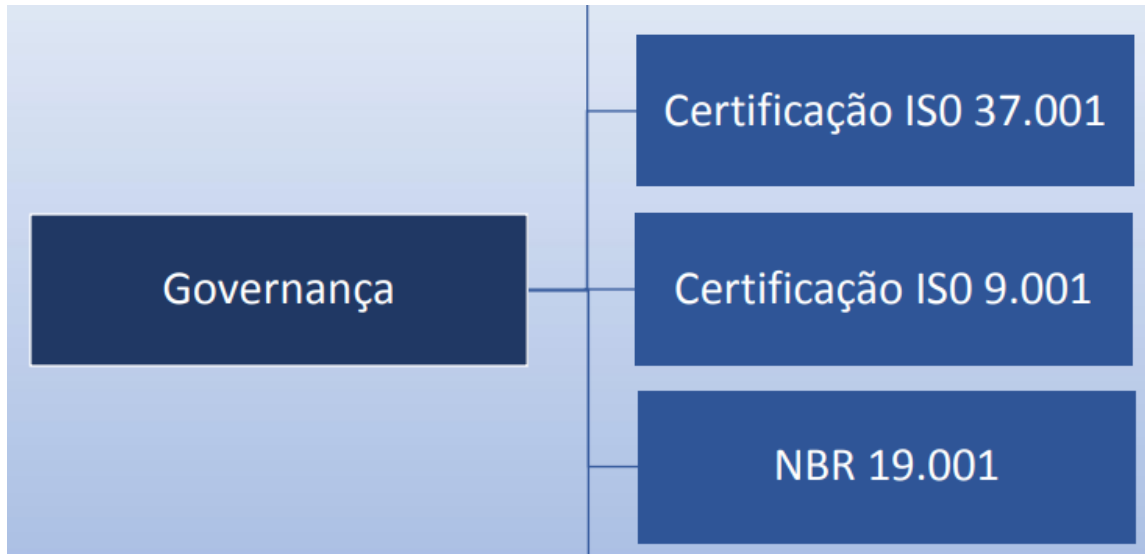 Certificação IS0 37.001
Governança
Certificação IS0 9.001
NBR 19.001